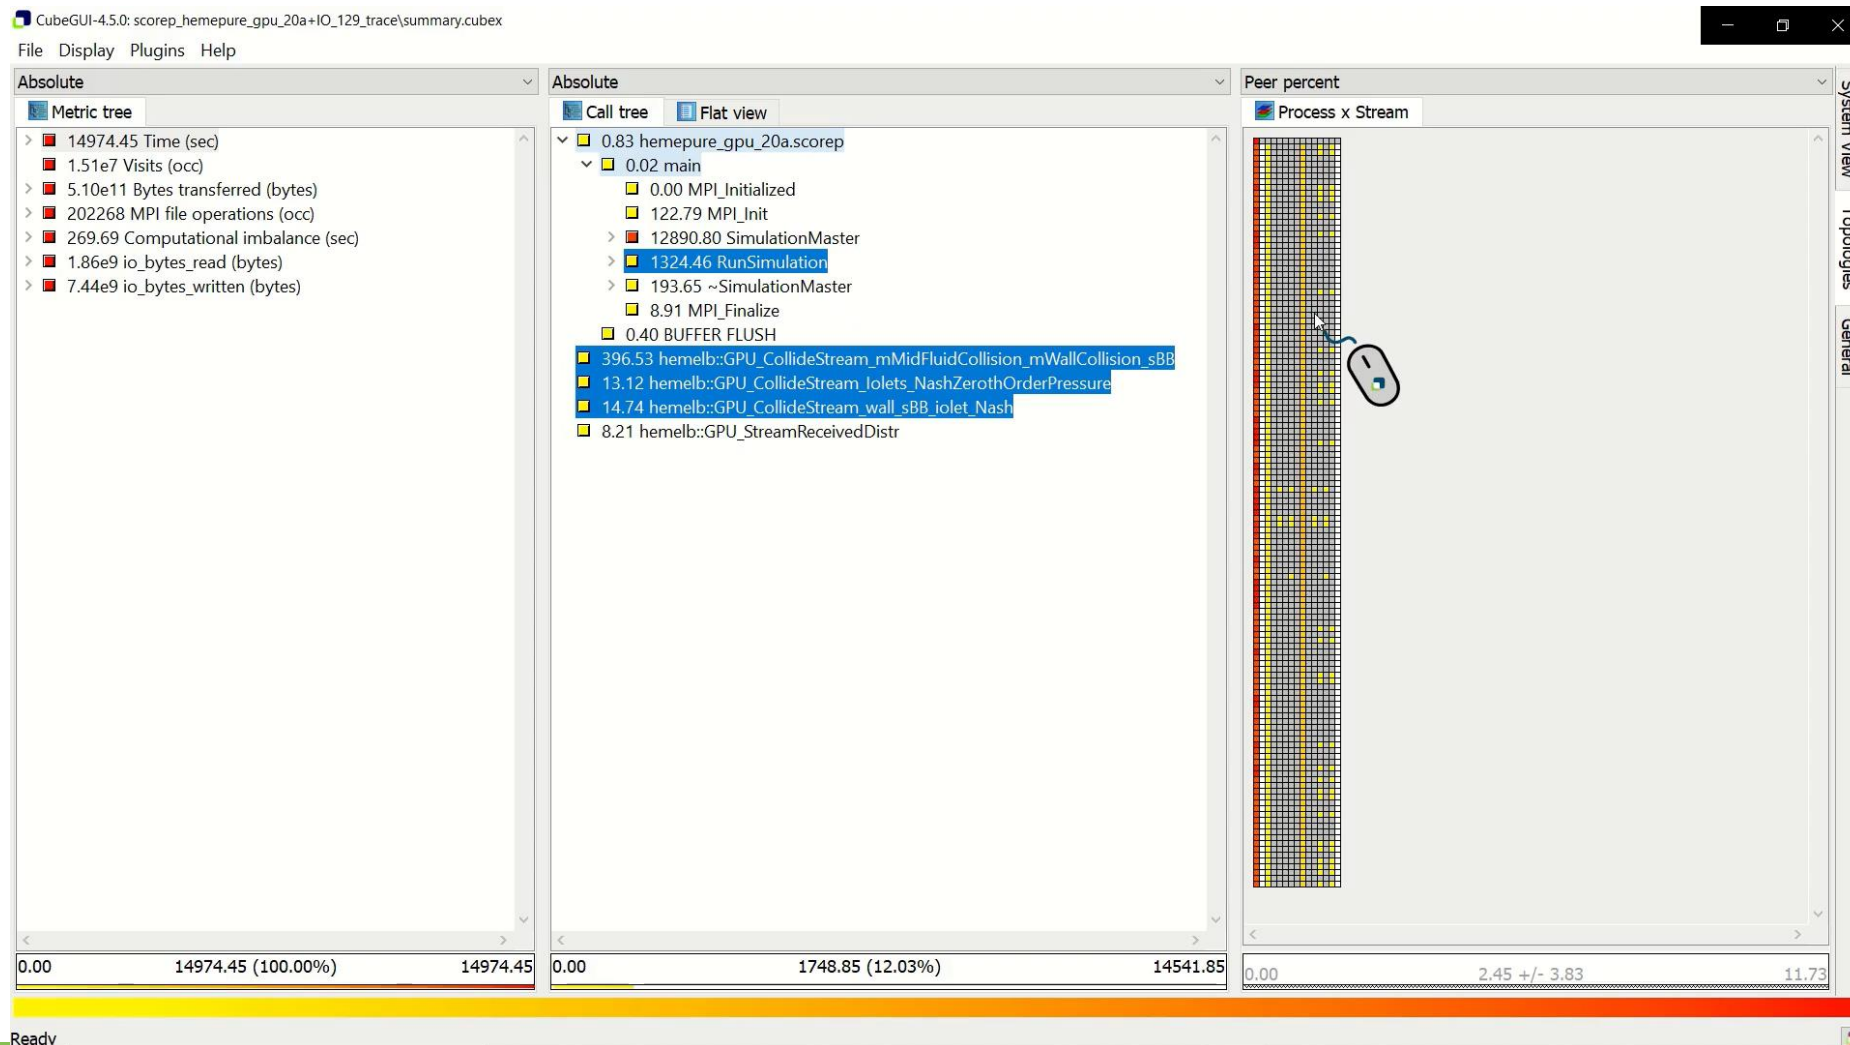 CubeGUI-4.5.0: scorep_hemepure_gpu_20a+IO_129_trace\summary.cubex
File Display Plugins Help
Absolute
Metric tree
14974.45 Time (sec)
1.51e7 Visits (occ)
5.10e11 Bytes transferred (bytes)
202268 MPI file operations (occ)
269.69 Computational imbalance (sec)
1.86e9 io_bytes_read (bytes)
7.44e9 io_bytes_written (bytes)
0.00 14974.45 (100.00%) 14974.45
Absolute
Call tree Flat view
0.83 hemepure_gpu_20a.scorep
0.02 main
0.00 MPI_Initialized
122.79 MPI_Init
12890.80 SimulationMaster
1324.46 RunSimulation
193.65 ~SimulationMaster
8.91 MPI_Finalize
0.40 BUFFER FLUSH
396.53 hemelb::GPU_CollideStream_mMidFluidCollision_mWallCollision_sBB
13.12 hemelb::GPU_CollideStream_Iolets_NashZerothOrderPressure
14.74 hemelb::GPU_CollideStream_wall_sBB_iolet_Nash
8.21 hemelb::GPU_StreamReceivedDistr
0.00 1748.85 (12.03%) 14541.85
Peer percent
Process x Stream
0.00 2.45 +/- 3.83 11.73
System View
Topologies
General
Ready